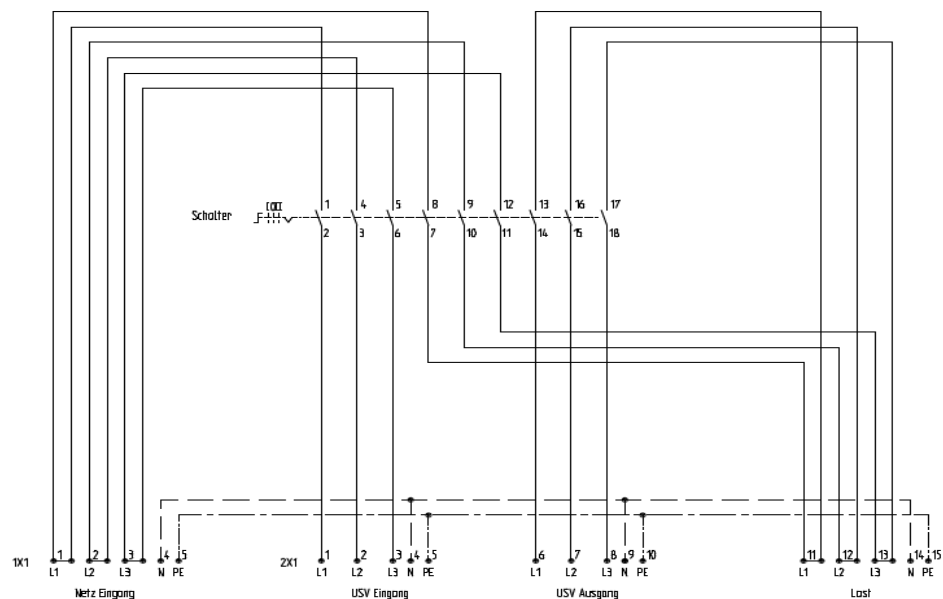 1 4 5 8 9 12 13 16 17
Schalter
2 3 6 7 10 11 14 15 18
1 2 3 4 5 1 2 3 4 5 6 7 8 9 10 11 12 13 14 15
1X1 2X1
L1 L2 L3 N PE L1 L2 L3 N PE L1 L2 L3 N PE L1 L2 L3 N PE
Netz Eingang USV Eingang USV Ausgang Last